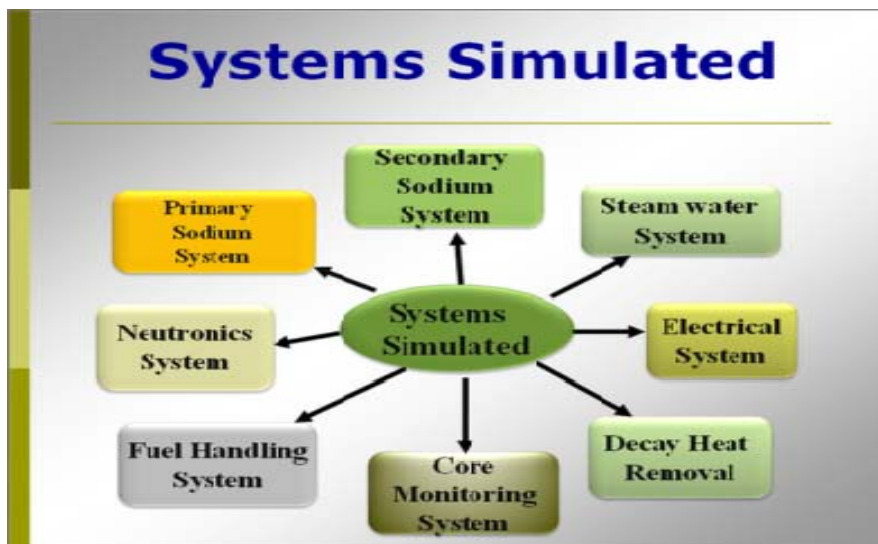 Systems Simulated
Secondary
Sodium
System
Primary
Sodium
System
Steam water
System
Systems
Simulated
Neutronics
System
Electrical
System
Fuel Handling
System
Core
Monitoring
System
Decay Heat
Removal